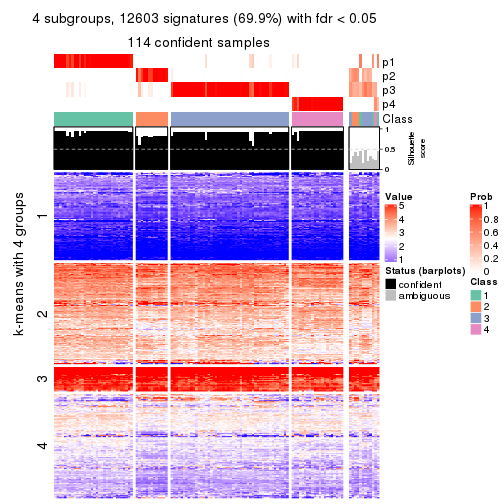 4 subgroups, 12603 signatures (69.9%) with fdr < 0.05
114 confident samples
p1
p2
p3
p4
Class
1
0.5
0
Silhouette
score
k-means with 4 groups
1
2
3
4
Value
5
4
3
2
1
Status (barplots)
confident
ambiguous
Prob
1
0.8
0.6
0.4
0.2
0
Class
1
2
3
4